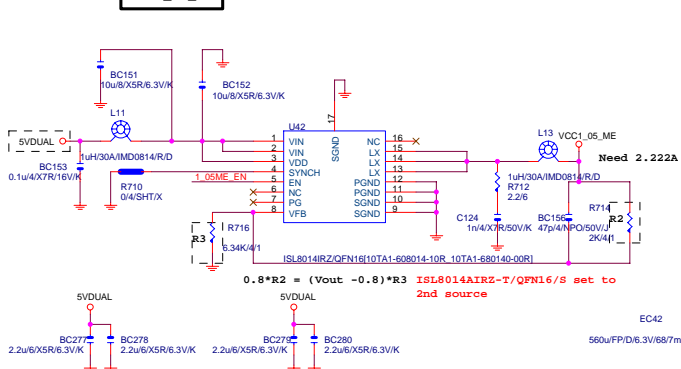 BC151
10u/8/X5R/6.3V/K
BC152
10u/8/X5R/6.3V/K
L11
1uH/30A/IMD0814/R/D
5VDUAL
BC153
0.1u/4/X7R/16V/K
R710
0/4/SHT/X
1_05ME_EN
U42
17
SGND
1 VIN
2 VIN
3 VDD
4 SYNCH
5 EN
6 NC
7 PG
8 VFB
NC 16
LX 15
LX 14
LX 13
PGND 12
PGND 11
SGND 10
SGND 9
ISL8014IRZ/QFN16[10TA1-608014-10R_10TA1-680140-00R]
L13
1uH/30A/IMD0814/R/D
VCC1_05_ME
Need 2.222A
R712
2.2/6
C124
1n/4/X7R/50V/K
BC156
47p/4/NPO/50V/J
R714
R2
2K/4/1
R716
R3
6.34K/4/1
0.8*R2 = (Vout -0.8)*R3
ISL8014AIRZ-T/QFN16/S set to
2nd source
5VDUAL
BC277
2.2u/6/X5R/6.3V/K
BC278
2.2u/6/X5R/6.3V/K
5VDUAL
BC279
2.2u/6/X5R/6.3V/K
BC280
2.2u/6/X5R/6.3V/K
EC42
560u/FP/D/6.3V/68/7m